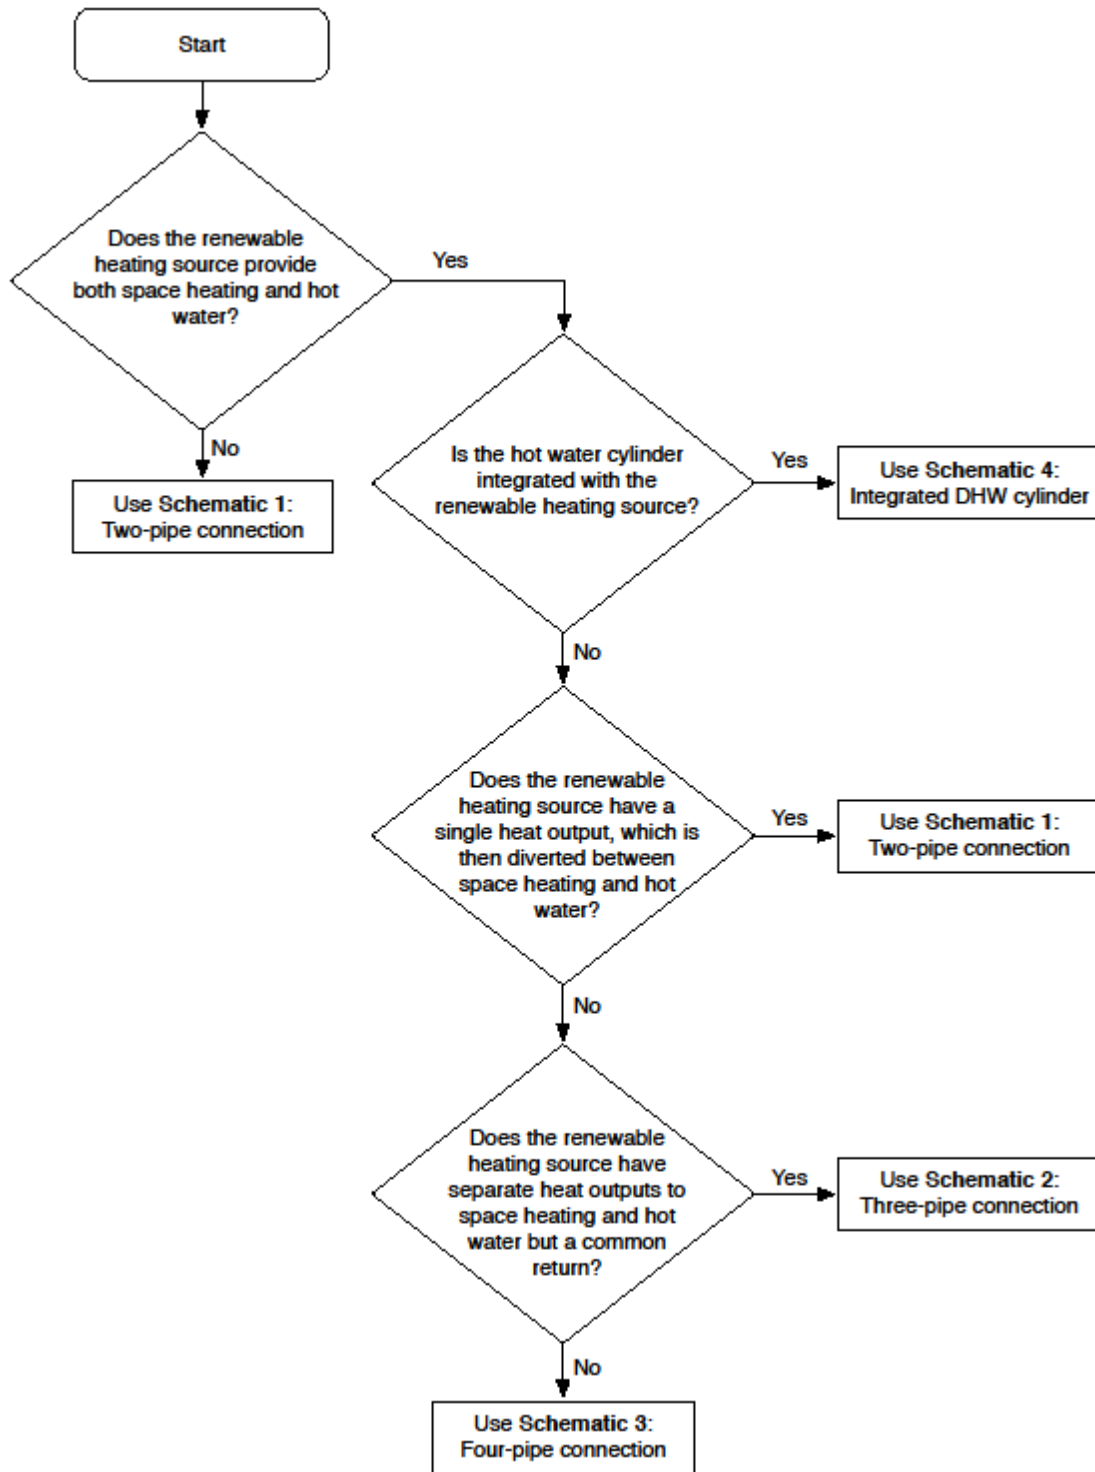 Start
Does the renewable
heating source provide
both space heating and hot
water?
Yes
No
Use Schematic 1:
Two-pipe connection
Is the hot water cylinder
integrated with the
renewable heating source?
Yes
Use Schematic 4:
Integrated DHW cylinder
No
Does the renewable
heating source have a
single heat output, which is
then diverted between
space heating and hot
water?
Yes
Use Schematic 1:
Two-pipe connection
No
Does the renewable
heating source have
separate heat outputs to
space heating and hot
water but a common
return?
Yes
Use Schematic 2:
Three-pipe connection
No
Use Schematic 3:
Four-pipe connection